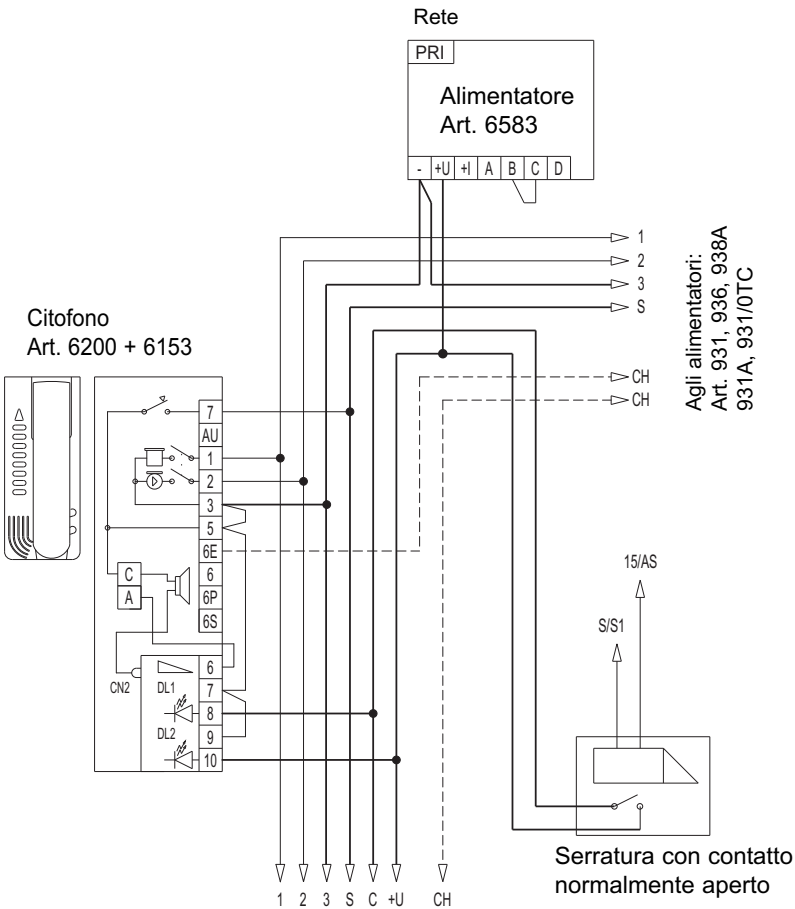 Rete
PRI
Alimentatore
Art. 6583
- +U +I A B C D
1
2
3
S
CH
CH
Agli alimentatori:
Art. 931, 936, 938A
931A, 931/0TC
Citofono
Art. 6200 + 6153
7
AU
1
2
3
5
6E
6
6P
6S
C
A
CN2
DL1
DL2
6
7
8
9
10
15/AS
S/S1
Serratura con contatto
normalmente aperto
1 2 3 S C +U CH